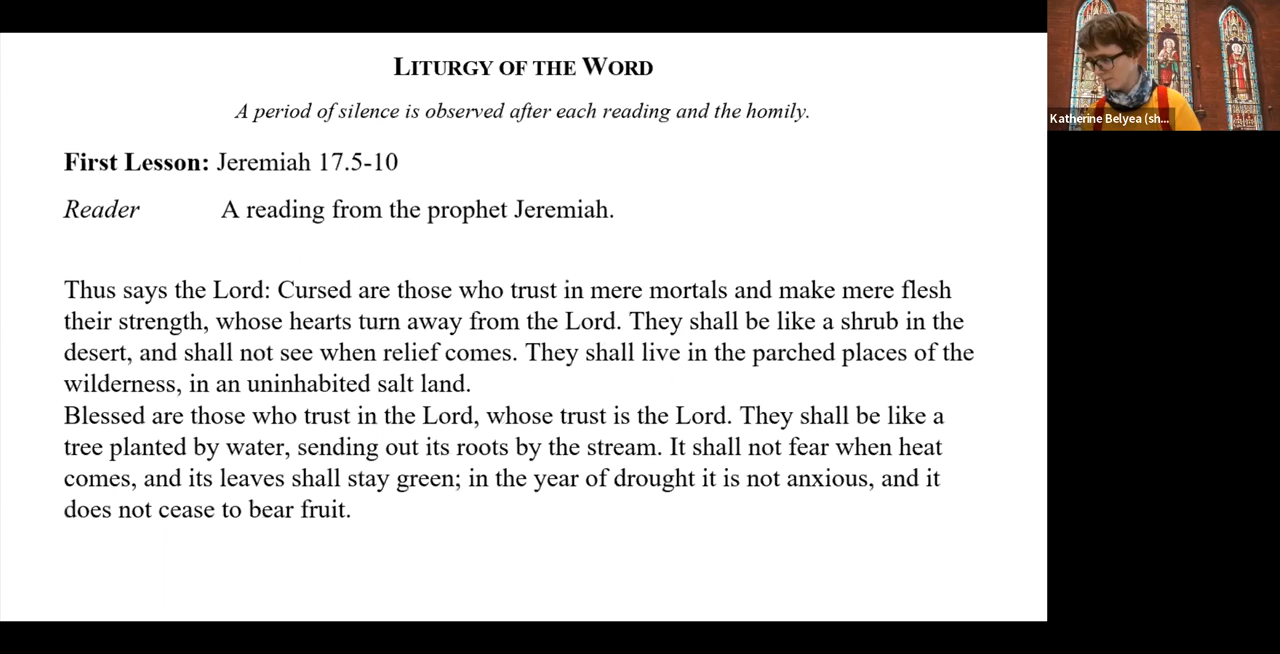 LITURGY OF THE WORD
A period of silence is observed after each reading and the homily.
First Lesson: Jeremiah 17.5-10
Reader A reading from the prophet Jeremiah.
Thus says the Lord: Cursed are those who trust in mere mortals and make mere flesh
their strength, whose hearts turn away from the Lord. They shall be like a shrub in the
desert, and shall not see when relief comes. They shall live in the parched places of the
wilderness, in an uninhabited salt land.
Blessed are those who trust in the Lord, whose trust is the Lord. They shall be like a
tree planted by water, sending out its roots by the stream. It shall not fear when heat
comes, and its leaves shall stay green; in the year of drought it is not anxious, and it
does not cease to bear fruit.
Katherine Belyea (sh...